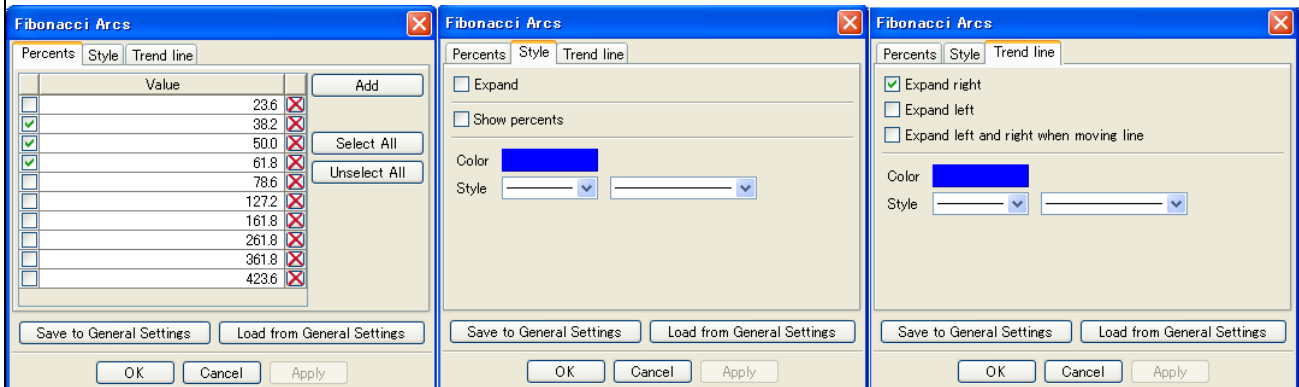 Fibonacci Arcs
Percents Style Trend line
Value
Add
23.6
38.2
50.0
Select All
61.8
Unselect All
78.6
127.2
161.8
261.8
361.8
423.6
Save to General Settings Load from General Settings
OK Cancel Apply
Fibonacci Arcs
Percents Style Trend line
Expand
Show percents
Color
Style
Save to General Settings Load from General Settings
OK Cancel Apply
Fibonacci Arcs
Percents Style Trend line
Expand right
Expand left
Expand left and right when moving line
Color
Style
Save to General Settings Load from General Settings
OK Cancel Apply